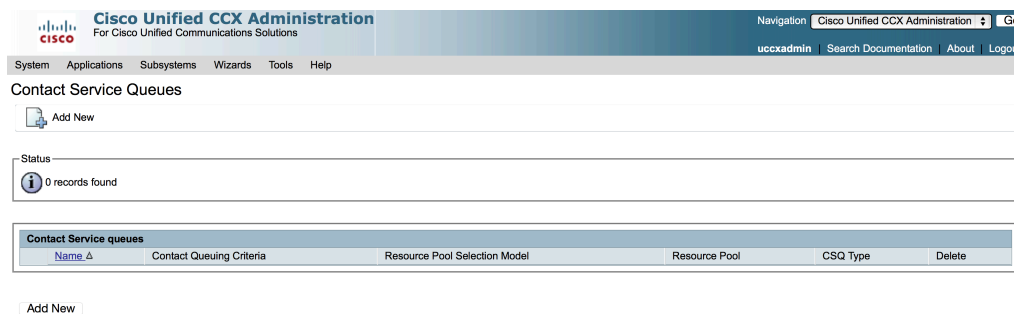 Cisco Unified CCX Administration
For Cisco Unified Communications Solutions
CISCO
Navigation Cisco Unified CCX Administration
uccxadmin | Search Documentation | About |
System Applications Subsystems Wizards Tools Help
Contact Service Queues
Add New
Status
0 records found
Contact Service queues
Name Contact Queuing Criteria Resource Pool Selection Model Resource Pool CSQ Type Delete
Add New